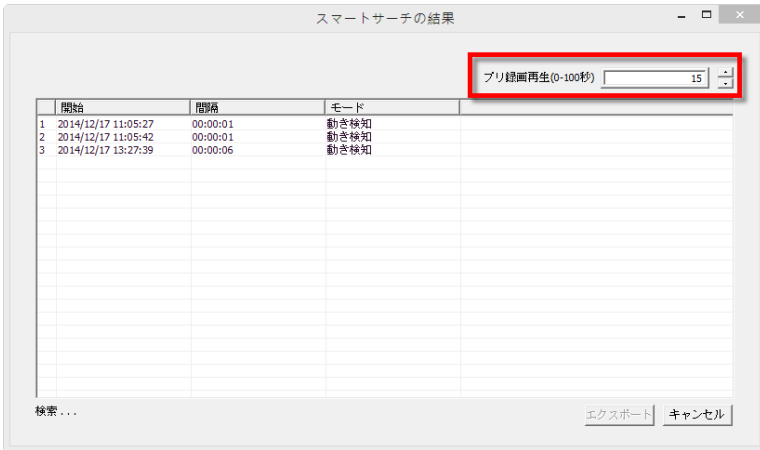 スマートサーチの結果
プリ録画再生(0-100秒) 15
開始 間隔 モード
1 2014/12/17 11:05:27 00:00:01 動き検知
2 2014/12/17 11:05:42 00:00:01 動き検知
3 2014/12/17 13:27:39 00:00:06 動き検知
検索 . . .
エクスポート キャンセル